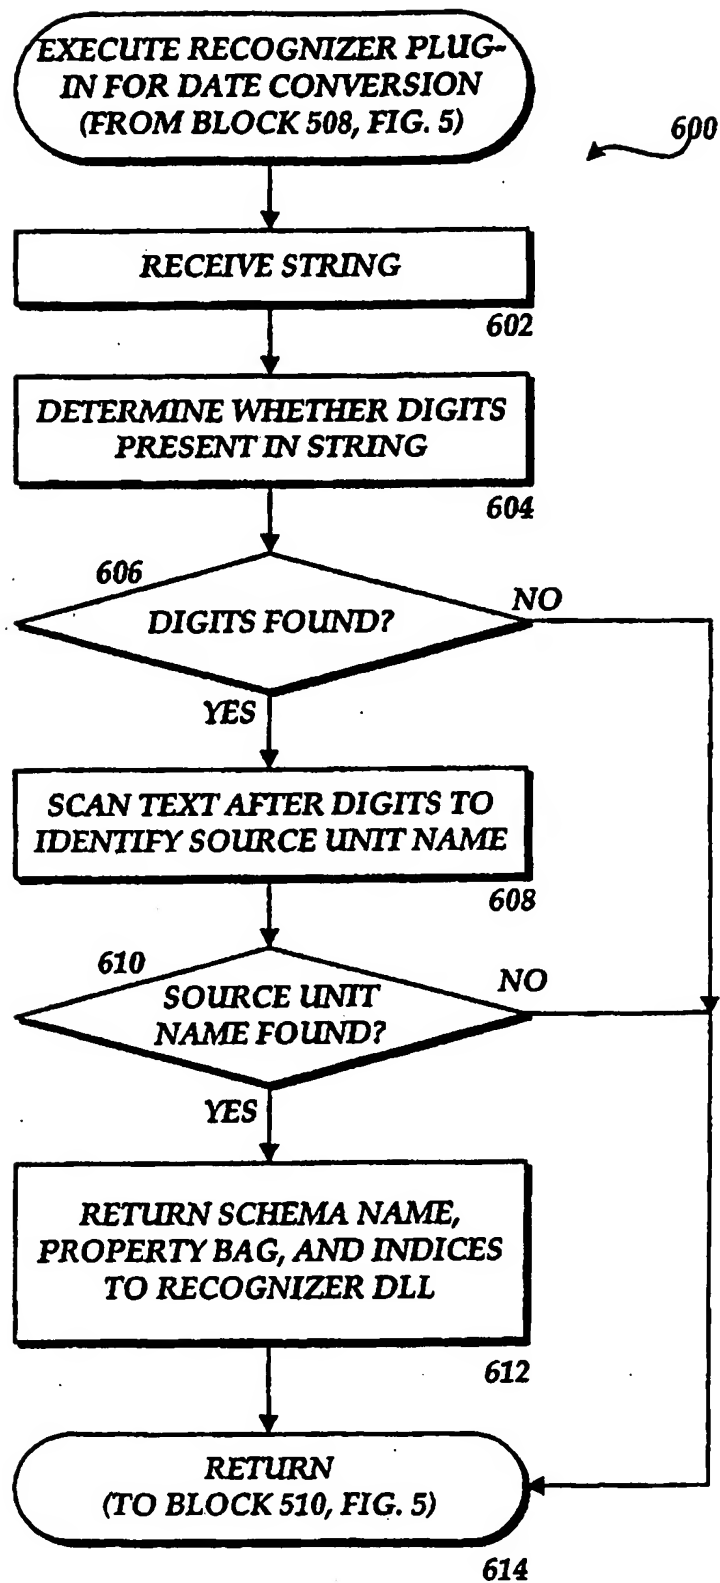 EXECUTE RECOGNIZER PLUG-
IN FOR DATE CONVERSION
(FROM BLOCK 508, FIG. 5)
600
RECEIVE STRING
602
DETERMINE WHETHER DIGITS
PRESENT IN STRING
604
606
DIGITS FOUND?
NO
YES
SCAN TEXT AFTER DIGITS TO
IDENTIFY SOURCE UNIT NAME
608
610
SOURCE UNIT
NAME FOUND?
NO
YES
RETURN SCHEMA NAME,
PROPERTY BAG, AND INDICES
TO RECOGNIZER DLL
612
RETURN
(TO BLOCK 510, FIG. 5)
614